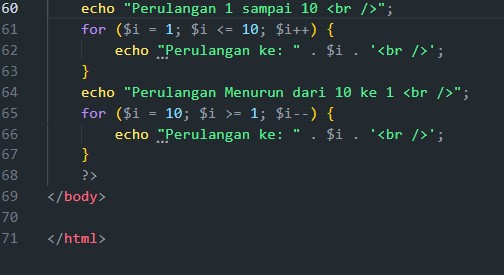 60 echo "Perulangan 1 sampai 10 <br />";
61 for ($i = 1; $i <= 10; $i++) {
62 echo "Perulangan ke: " . $i . '<br />';
63 }
64 echo "Perulangan Menurun dari 10 ke 1 <br />";
65 for ($i = 10; $i >= 1; $i--) {
66 echo "Perulangan ke: " . $i . '<br />';
67 }
68 ?>
69 </body>
70
71 </html>